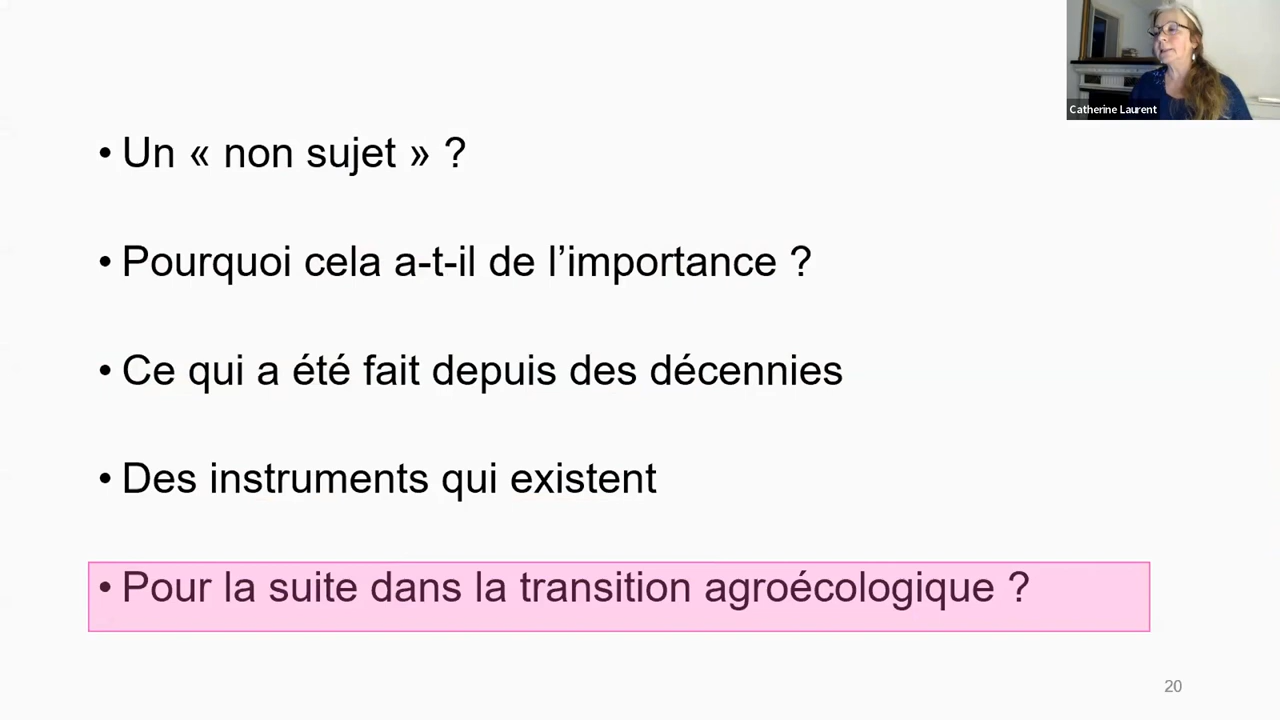 Catherine Laurent
• Un « non sujet » ?
• Pourquoi cela a-t-il de l’importance ?
• Ce qui a été fait depuis des décennies
• Des instruments qui existent
• Pour la suite dans la transition agroécologique ?
20